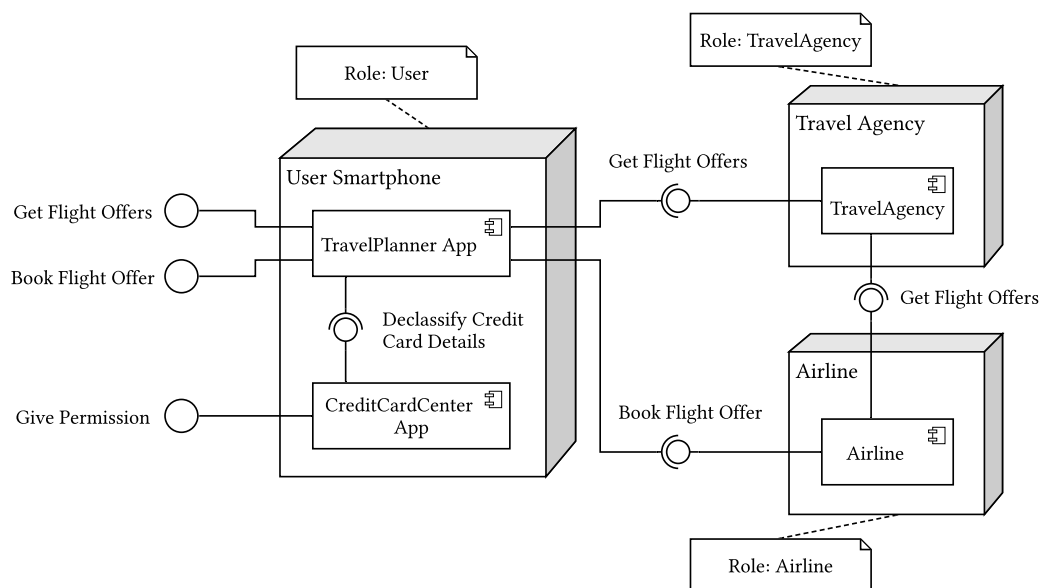 Role: User
Role: TravelAgency
Travel Agency
TravelAgency
User Smartphone
Get Flight Offers
Book Flight Offer
TravelPlanner App
Get Flight Offers
Declassify Credit
Card Details
Get Flight Offers
Give Permission
CreditCardCenter
App
Book Flight Offer
Airline
Airline
Role: Airline